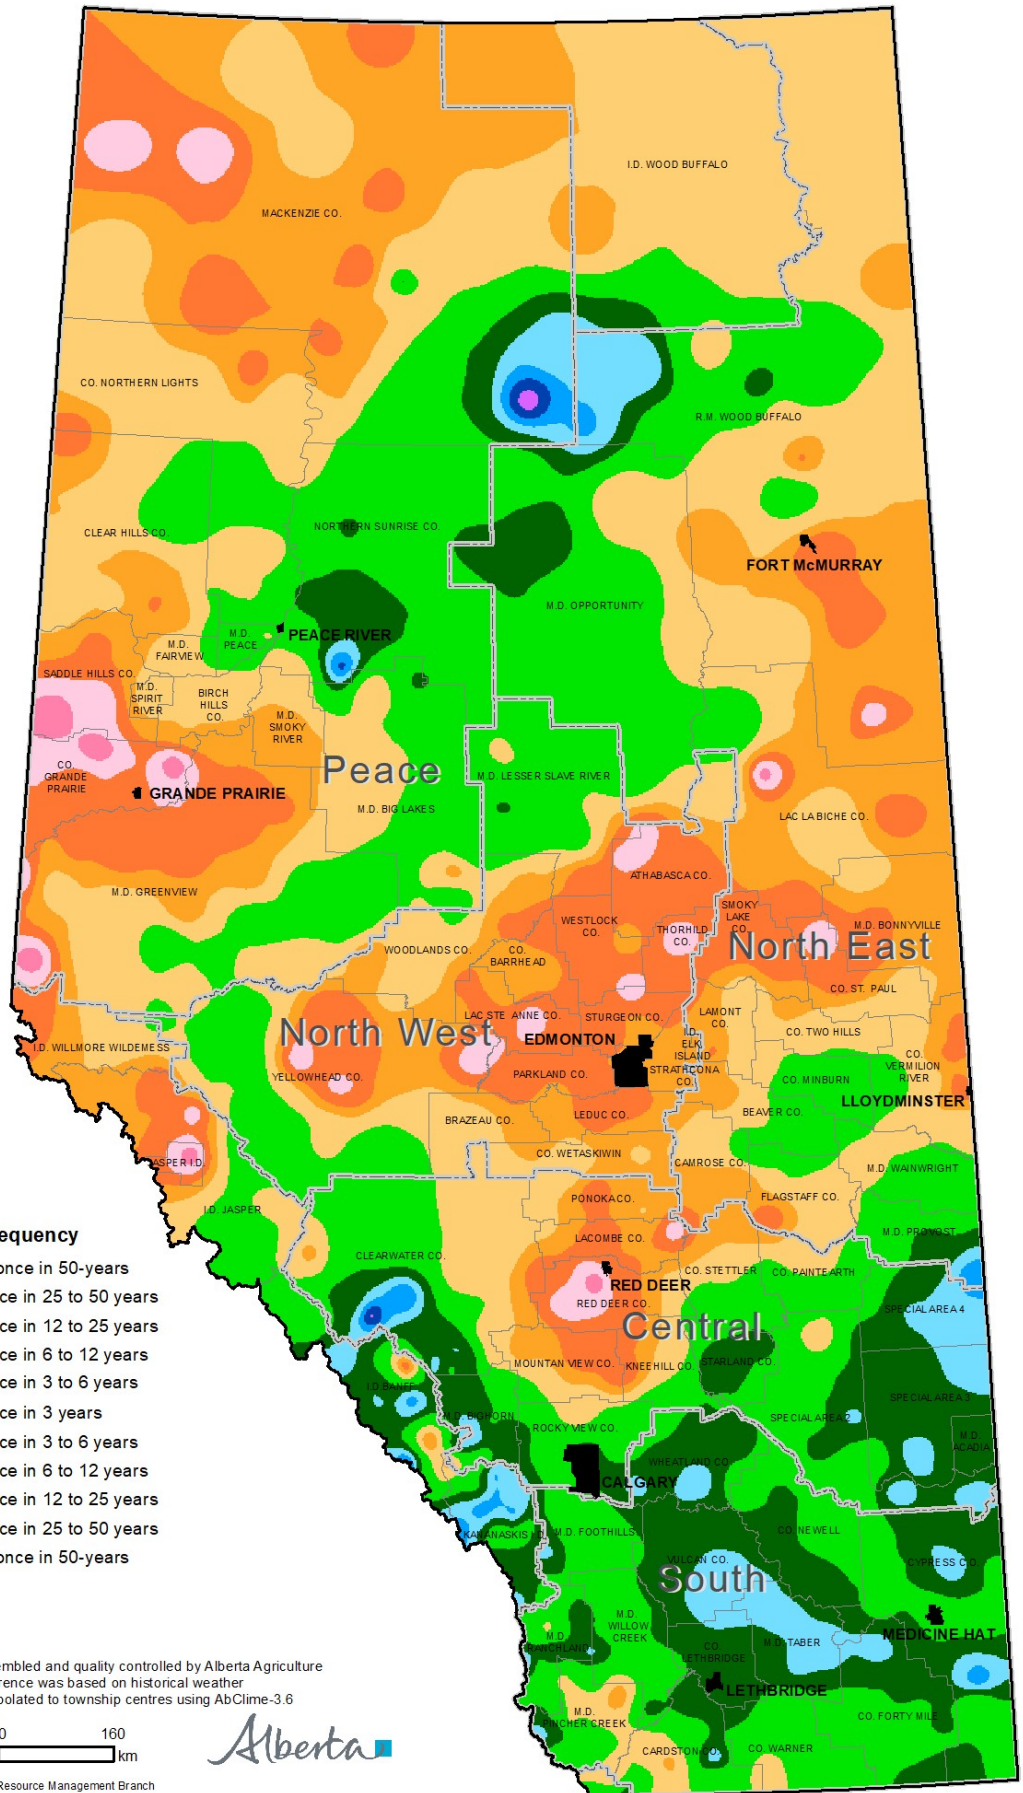 I.D. WOOD BUFFALO
MACKENZIE CO.
CO. NORTHERN LIGHTS
R.M. WOOD BUFFALO
CLEAR HILLS CO.
NORTHERN SUNRISE CO.
FORT McMURRAY
M.D. OPPORTUNITY
M.D.
PEACE
PEACE RIVER
M.D.
FAIRVIEW
SADDLE HILLS CO.
M.D.
SPIRIT
RIVER
BIRCH
HILLS
CO.
M.D.
SMOKY
RIVER
Peace
CO.
GRANDE
PRAIRIE
GRANDE PRAIRIE
M.D. LESSER SLAVE RIVER
M.D. BIG LAKES
LAC LA BICHE CO.
M.D. GREENVIEW
ATHABASCA CO.
WESTLOCK
CO.
SMOKY
LAKE
CO.
THORHILD
CO.
M.D. BONNYVILLE
North East
WOODLANDS CO.
CO.
BARRHEAD
CO. ST. PAUL
North West
LAC STE ANNE CO.
STURGEON CO.
LAMONT
CO.
CO. TWO HILLS
EDMONTON
I.D.
ELK
ISLAND
I.D. WILLMORE WILDERNESS
YELLOWHEAD CO.
PARKLAND CO.
STRATHCONA
CO.
CO. MINBURN
CO.
VERMILION
RIVER
LLOYDMINSTER
BRAZEAU CO.
LEDUC CO.
BEAVER CO.
CO. WETASKIWIN
CAMROSE CO.
M.D. WAINWRIGHT
JASPER I.D.
I.D. JASPER
PONOKA CO.
FLAGSTAFF CO.
M.D. PROVOST
CLEARWATER CO.
LACOMBE CO.
CO. STETTLER
CO. PAINTEARTH
RED DEER
RED DEER CO.
Central
SPECIAL AREA 4
MOUNTAIN VIEW CO.
KNEEHILL CO.
STARLAND CO.
I.D. BANFF
M.D. BIGHORN
ROCKY VIEW CO.
SPECIAL AREA 2
SPECIAL AREA 3
M.D.
ACADIA
WHEATLAND CO.
CALGARY
KANANASKIS I.D.
M.D. FOOTHILLS
CO. NEWELL
VULCAN CO.
South
CYPRESS CO.
M.D.
WILLOW
CREEK
M.D.
RANCHLAND
CO.
LETHBRIDGE
M.D. TABER
MEDICINE HAT
LETHBRIDGE
M.D.
PINCHER CREEK
CO. FORTY MILE
CARDSTON CO.
CO. WARNER
equency
once in 50-years
ce in 25 to 50 years
ce in 12 to 25 years
ce in 6 to 12 years
ce in 3 to 6 years
ce in 3 years
ce in 3 to 6 years
ce in 6 to 12 years
ce in 12 to 25 years
ce in 25 to 50 years
once in 50-years
embled and quality controlled by Alberta Agriculture
rence was based on historical weather
polated to township centres using AbClime-3.6
0 160
km
Alberta
Resource Management Branch